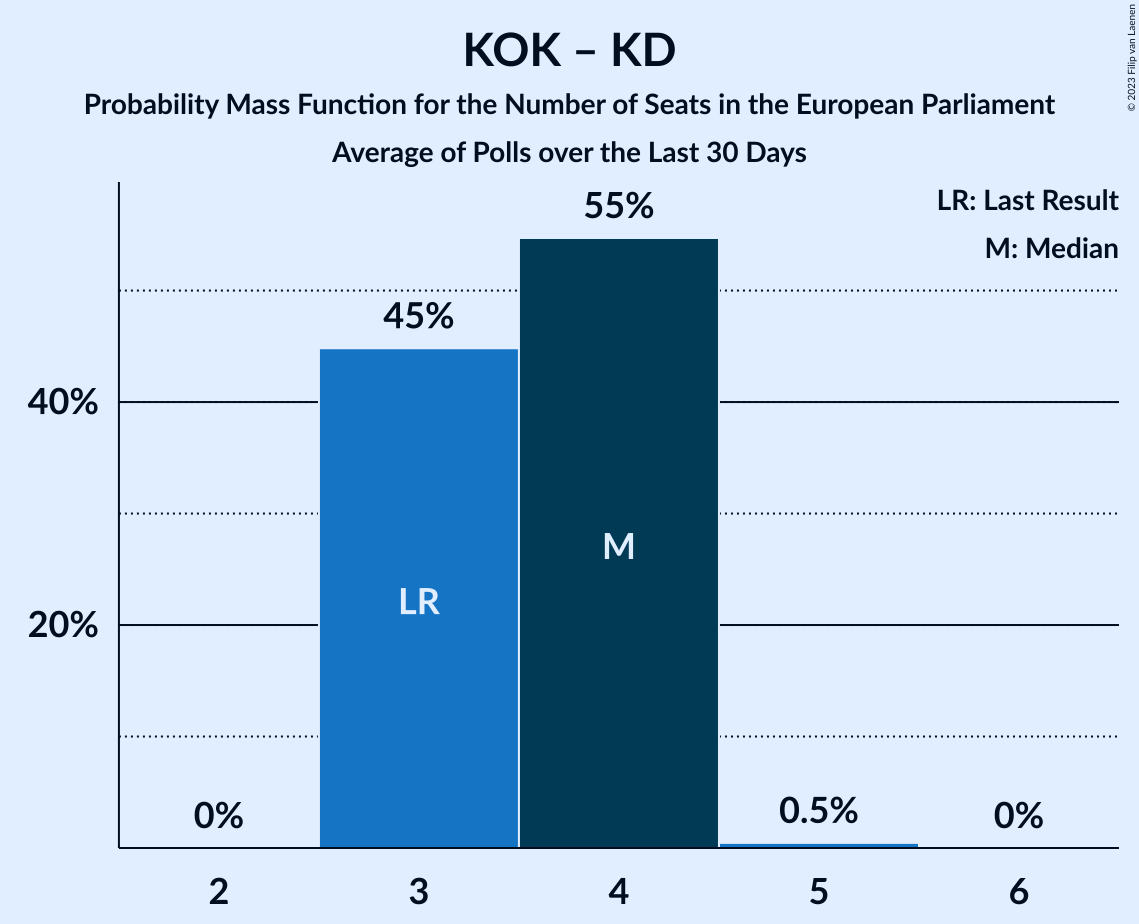 KOK – KD
Probability Mass Function for the Number of Seats in the European Parliament
Average of Polls over the Last 30 Days
© 2023 Filip van Laenen
LR: Last Result
M: Median
55%
45%
40%
M
LR
20%
0%
0.5%
0%
2 3 4 5 6